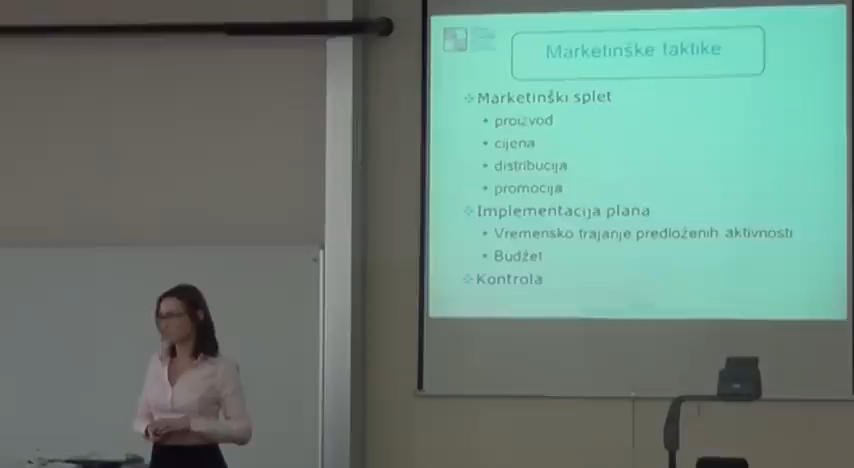 Marketinške taktike
Marketinški splet
proizvod
cijena
distribucija
promocija
Implementacija plana
Vremensko trajanje predloženih aktivnosti
Budžet
Kontrola